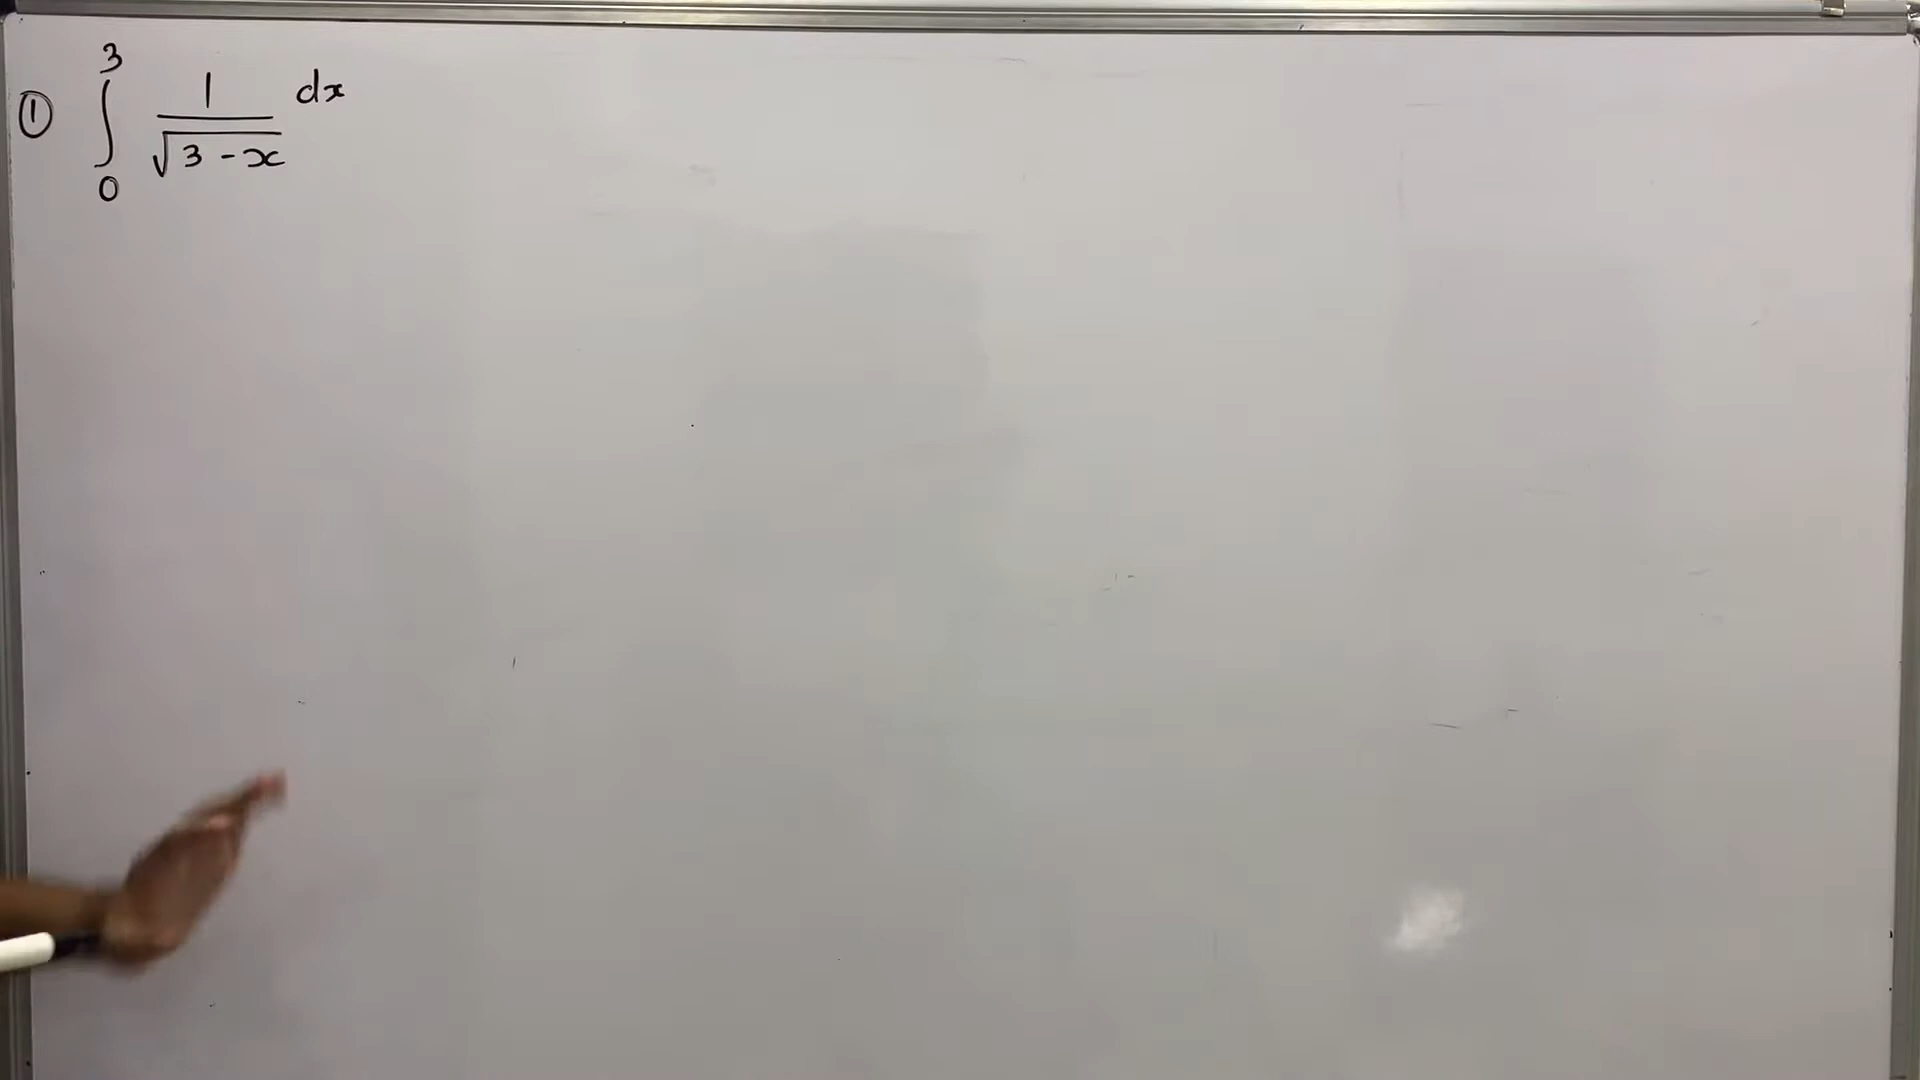 ① ∫₀³ 1/√(3-x) dx